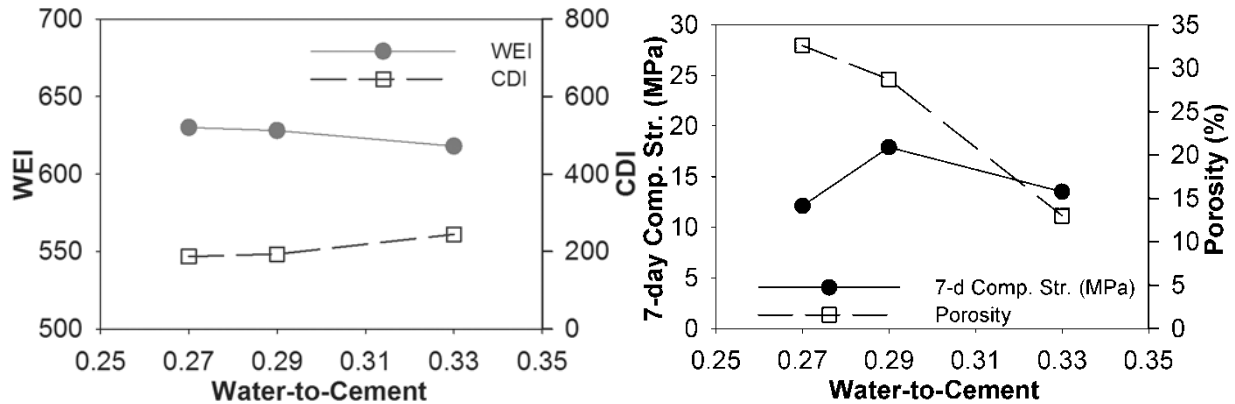 700
650
600
550
500
WEI
800
600
400
200
0
CDI
WEI
CDI
0.25 0.27 0.29 0.31 0.33 0.35
Water-to-Cement
30
25
20
15
10
5
0
7-day Comp. Str. (MPa)
35
30
25
20
15
10
5
0
Porosity (%)
7-d Comp. Str. (MPa)
Porosity
0.25 0.27 0.29 0.31 0.33 0.35
Water-to-Cement